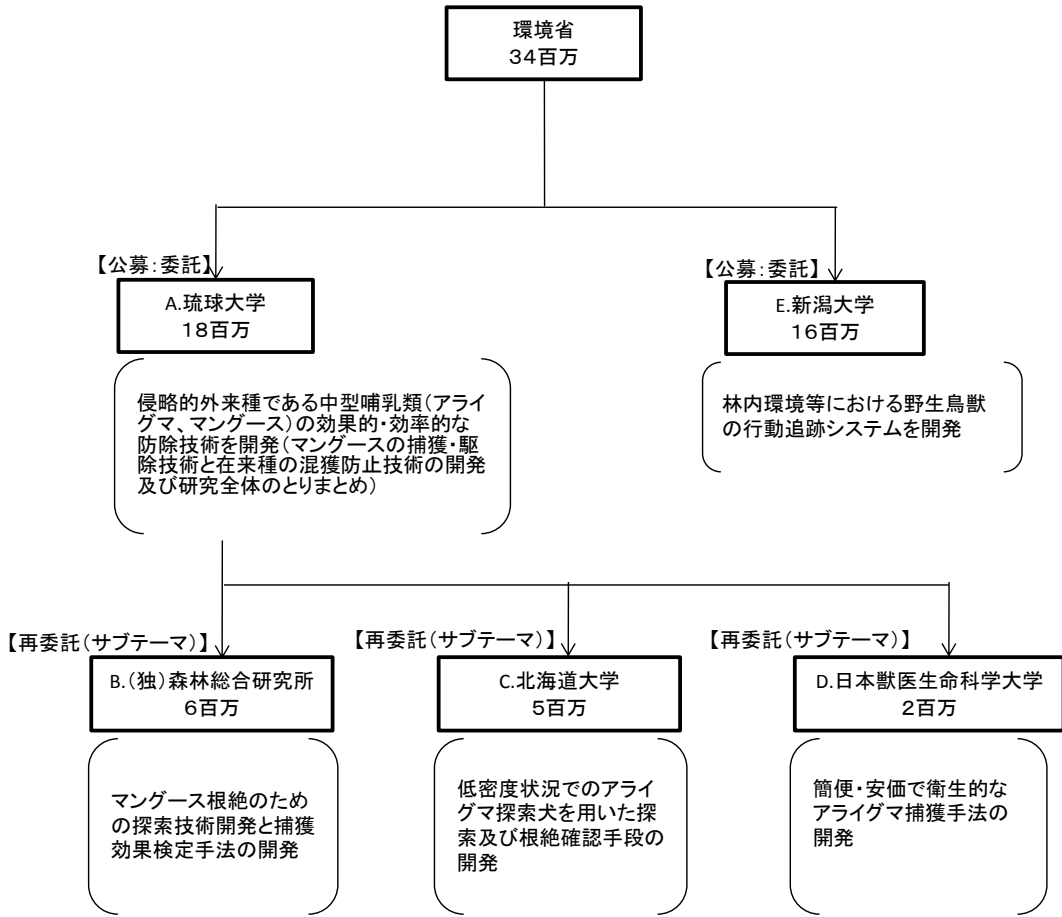 環境省
34百万
【公募：委託】
A.琉球大学
18百万
侵略的外来種である中型哺乳類（アライ
グマ、マングース）の効果的・効率的な
防除技術を開発（マングースの捕獲・駆
除技術と在来種の混獲防止技術の開発
及び研究全体のとりまとめ）
【公募：委託】
E.新潟大学
16百万
林内環境等における野生鳥獣
の行動追跡システムを開発
【再委託（サブテーマ）】
B.（独）森林総合研究所
6百万
マングース根絶のため
の探索技術開発と捕獲
効果検定手法の開発
【再委託（サブテーマ）】
C.北海道大学
5百万
低密度状況でのアライ
グマ探索犬を用いた探
索及び根絶確認手段の
開発
【再委託（サブテーマ）】
D.日本獣医生命科学大学
2百万
簡便・安価で衛生的な
アライグマ捕獲手法の
開発